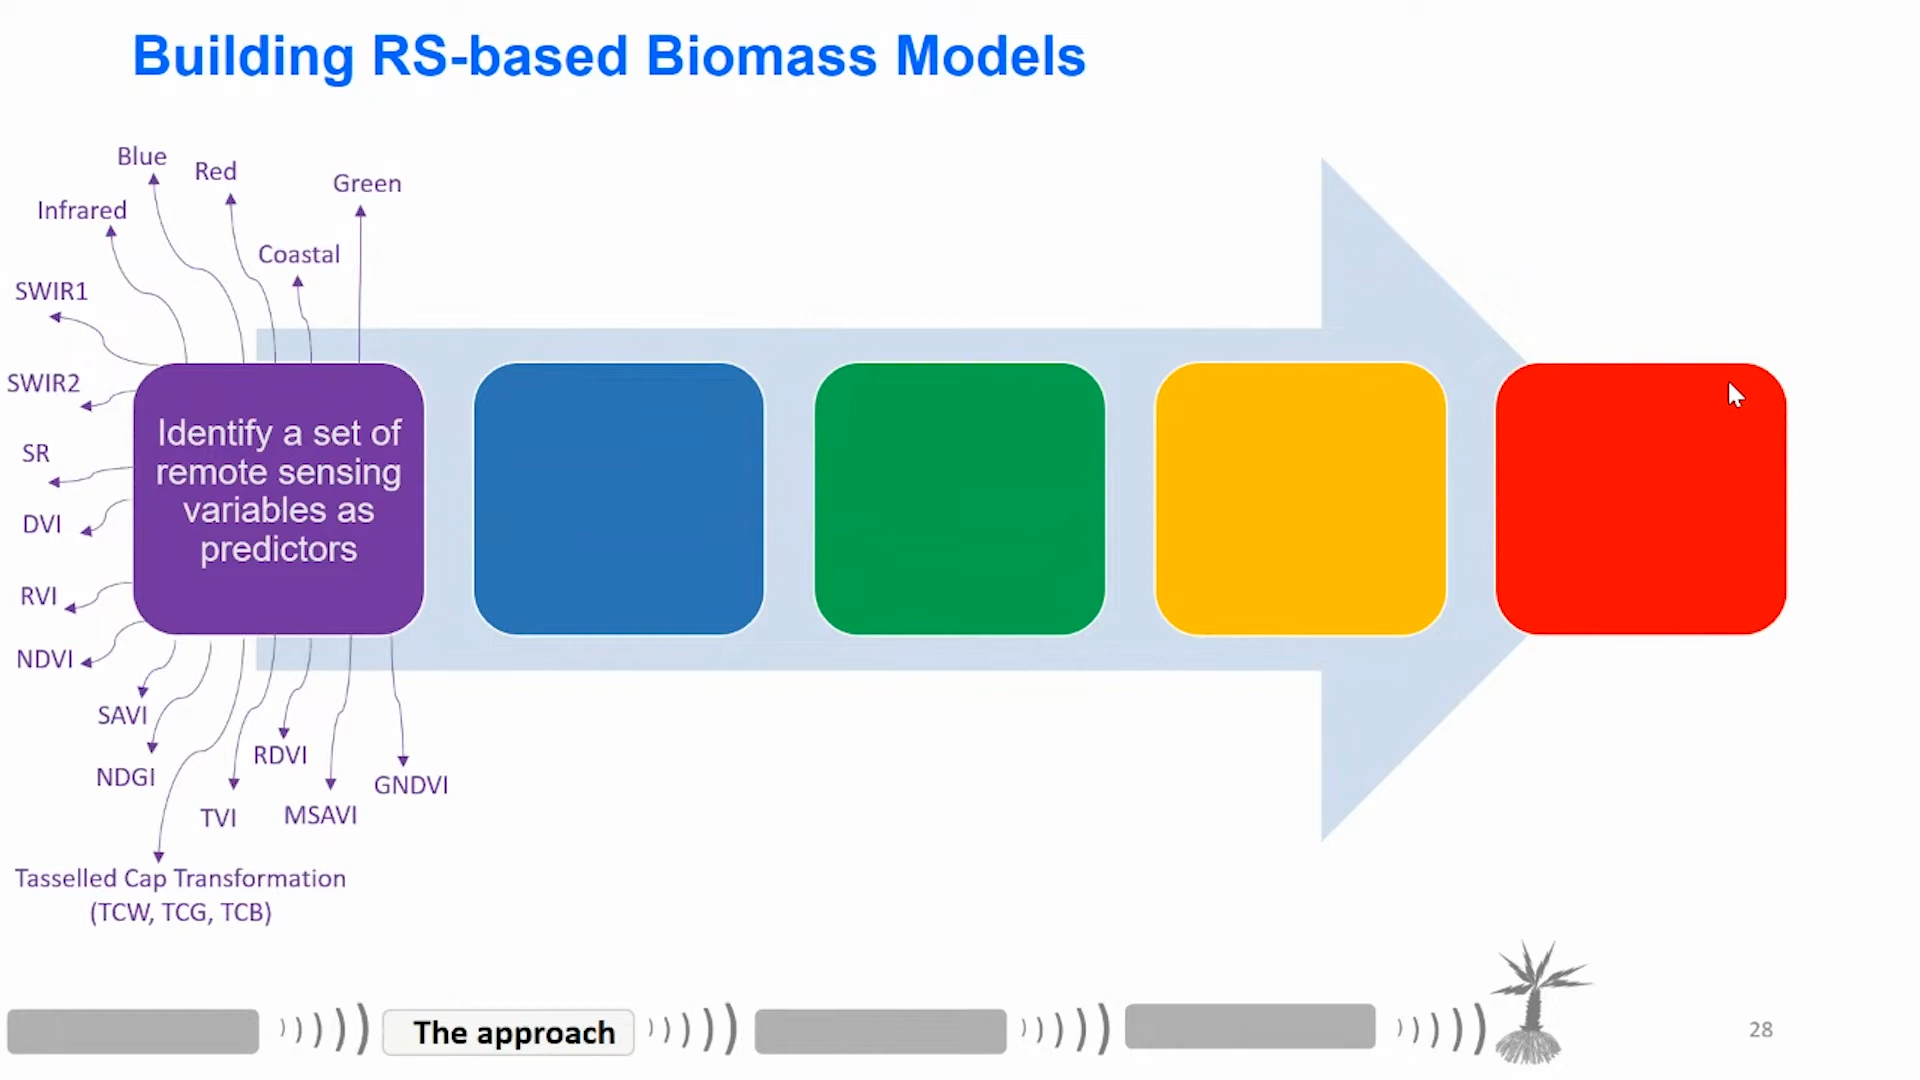 Building RS-based Biomass Models
Blue
Red
Green
Infrared
Coastal
SWIR1
SWIR2
SR
DVI
RVI
NDVI
SAVI
NDGI
TVI
RDVI
MSAVI
GNDVI
Tasselled Cap Transformation
(TCW, TCG, TCB)
Identify a set of
remote sensing
variables as
predictors
The approach
28